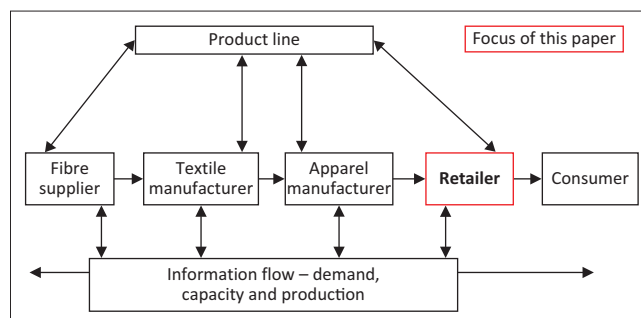 Product line
Focus of this paper
Fibre
supplier
Textile
manufacturer
Apparel
manufacturer
Retailer
Consumer
Information flow – demand,
capacity and production